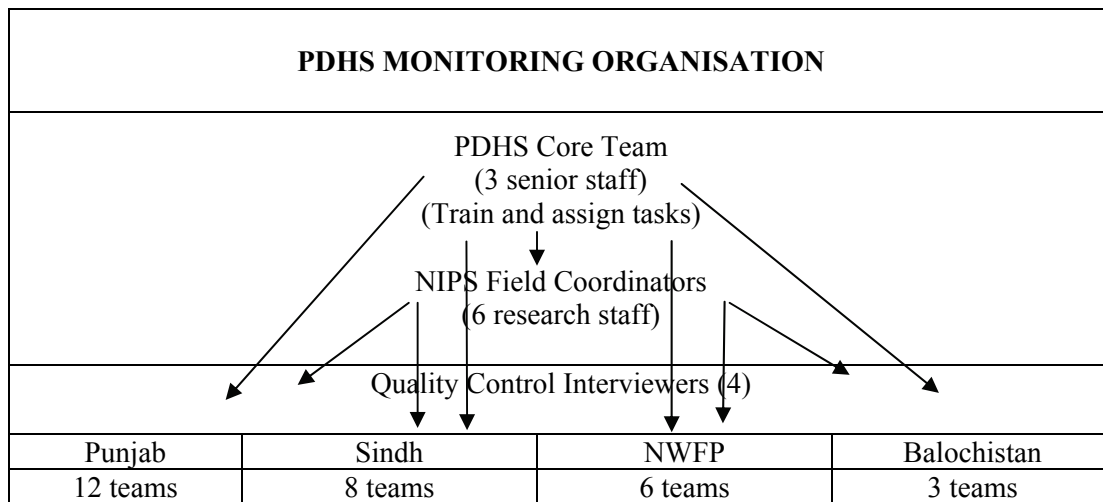 PDHS MONITORING ORGANISATION
PDHS Core Team
(3 senior staff)
(Train and assign tasks)
NIPS Field Coordinators
(6 research staff)
Quality Control Interviewers (4)
Punjab Sindh NWFP Balochistan
12 teams 8 teams 6 teams 3 teams